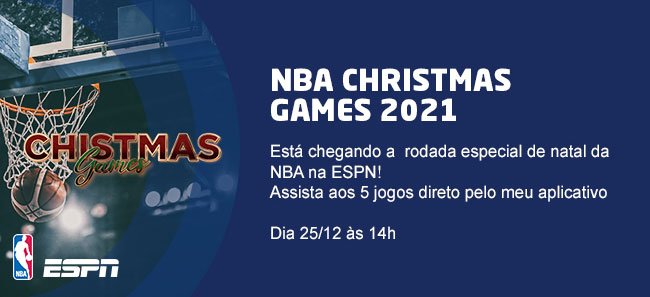 CHISTMAS
Games
NBA
ESPN
NBA CHRISTMAS
GAMES 2021
Está chegando a  rodada especial de natal da
NBA na ESPN!
Assista aos 5 jogos direto pelo meu aplicativo
Dia 25/12 às 14h